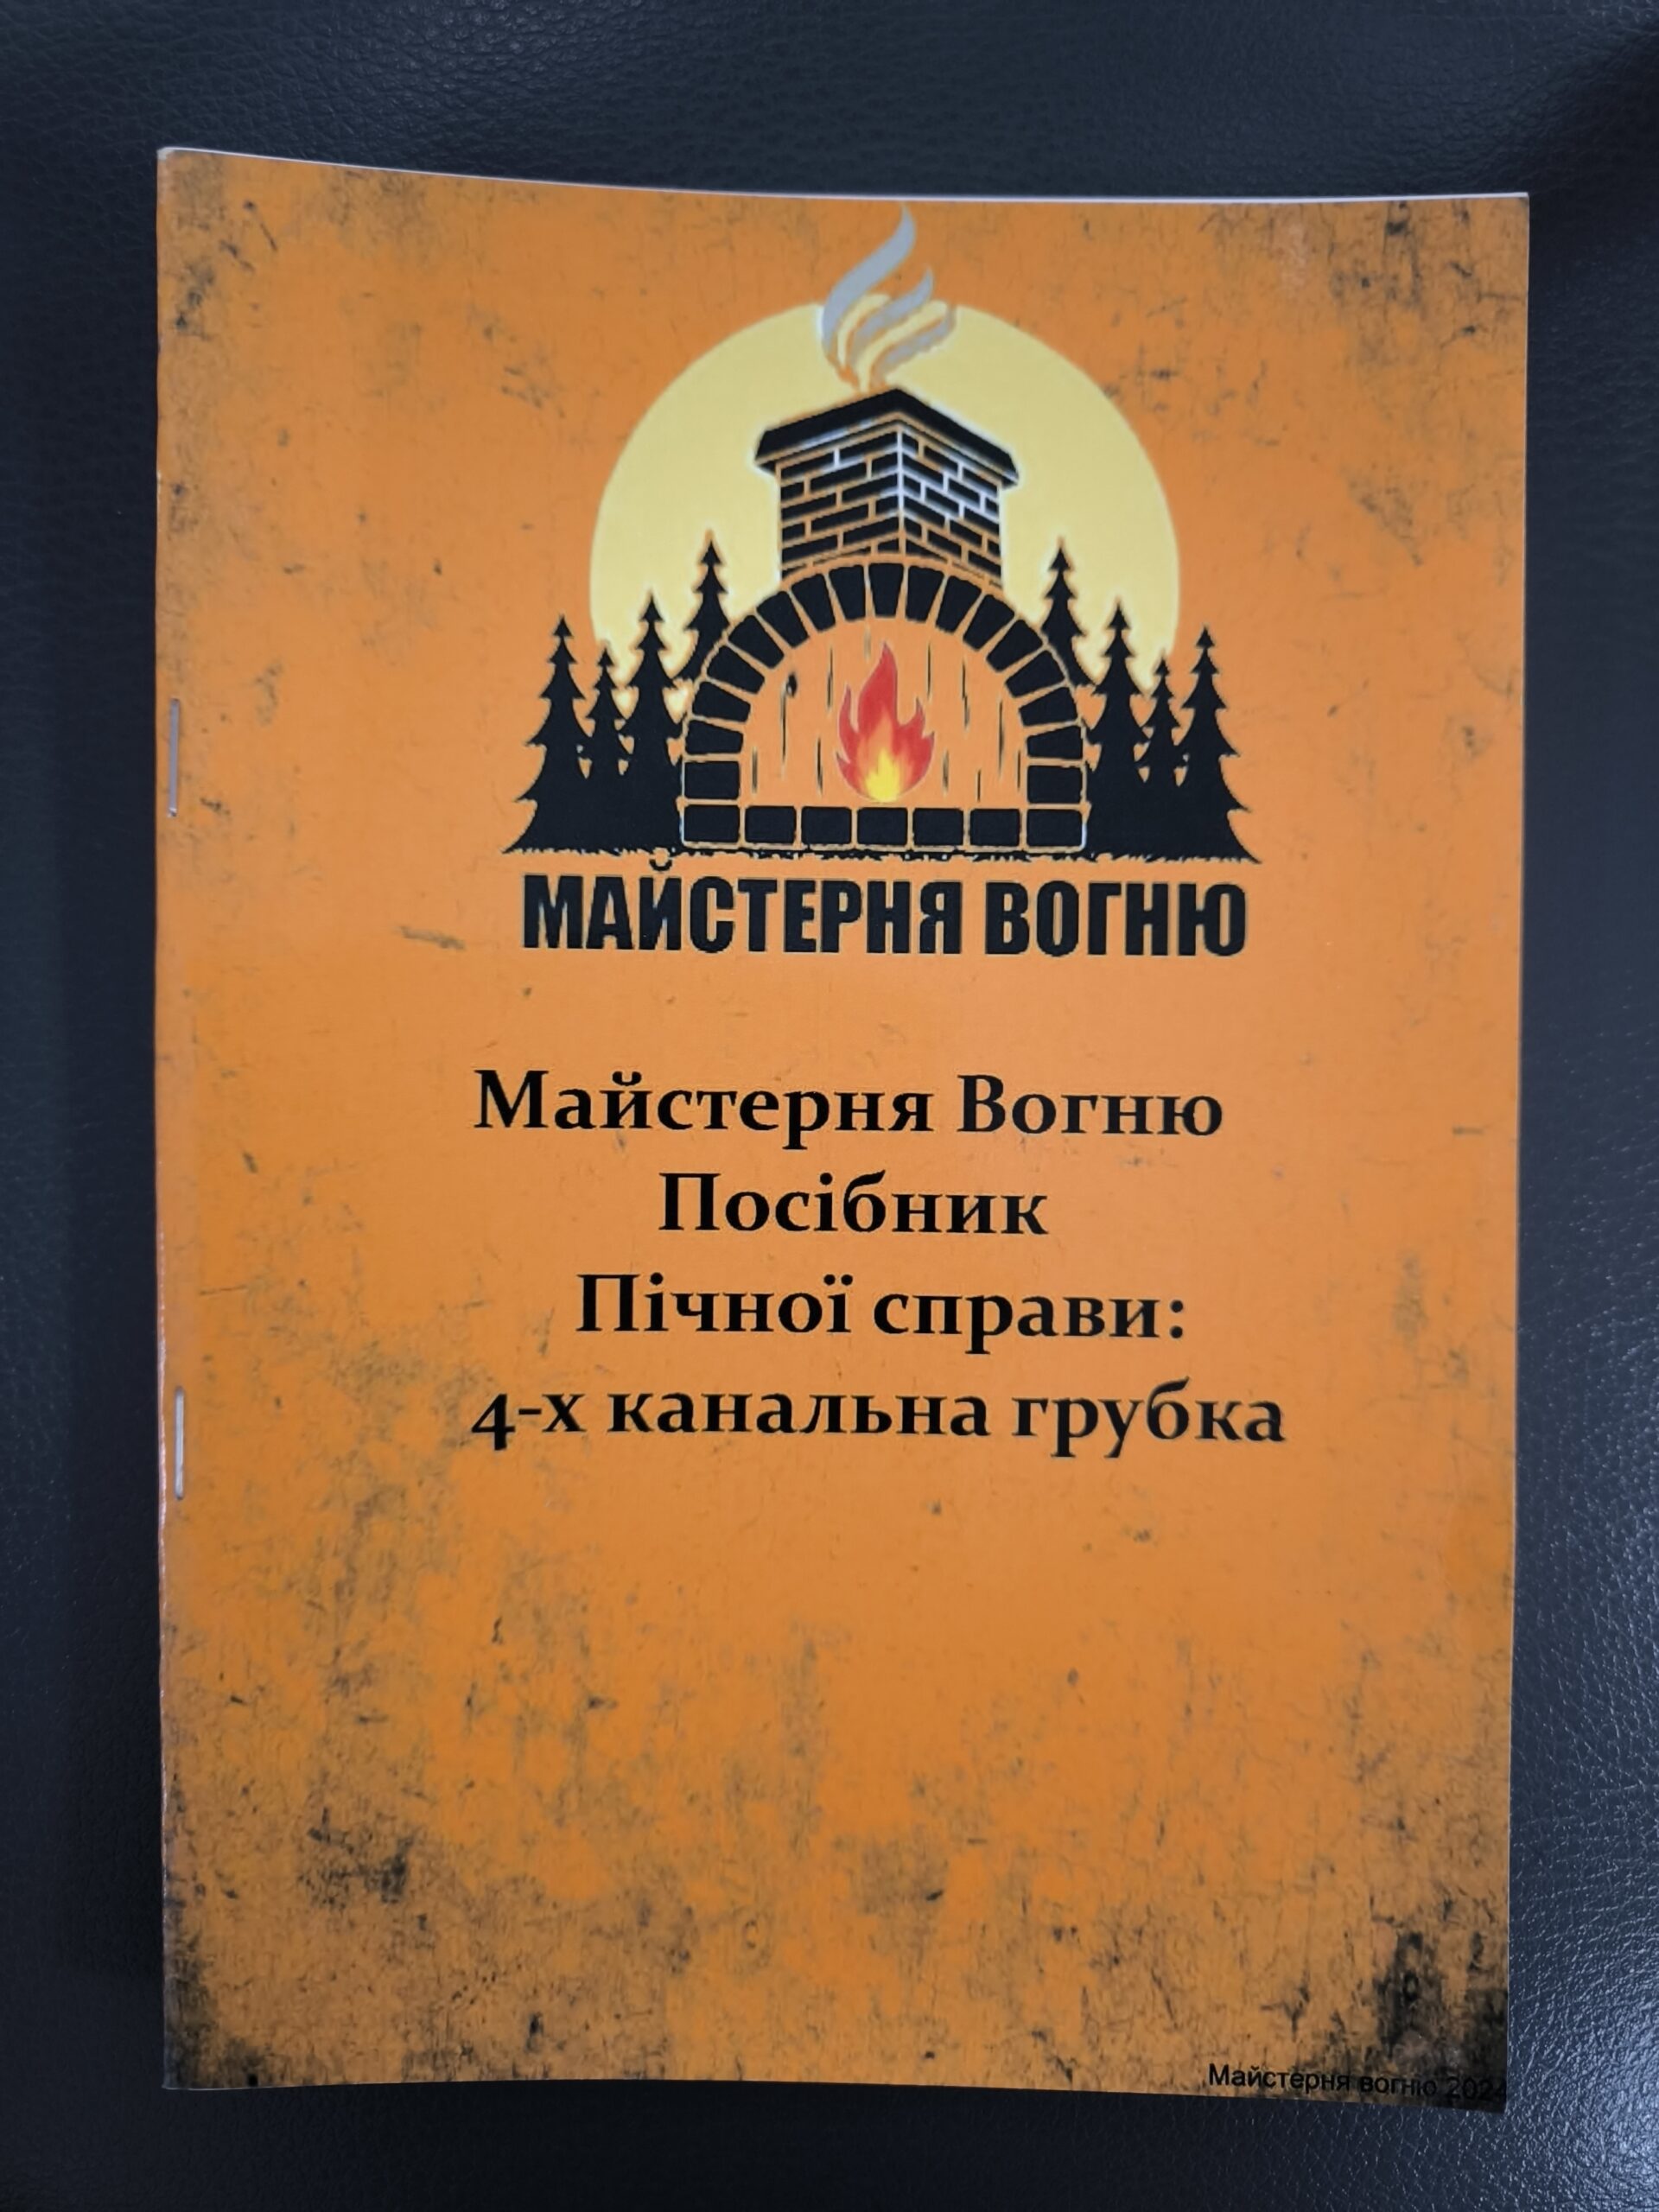 МАЙСТЕРНЯ ВОГНЮ
Майстерня Вогню
Посібник
Пічної справи:
4-х канальна грубка
Майстерня вогню 2024